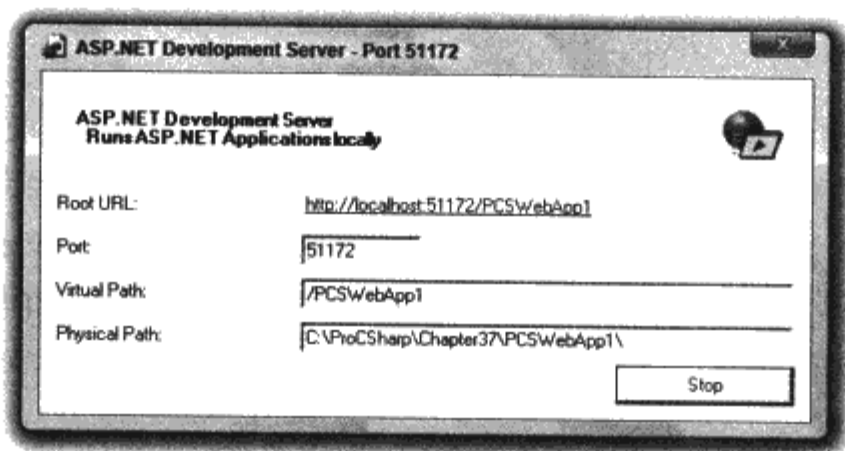 ASP.NET Development Server - Port 51172
ASP.NET Development Server
Runs ASP.NET Applications locally
Root URL: http://localhost:51172/PCSWebApp1
Port: 51172
Virtual Path: /PCSWebApp1
Physical Path: C:\ProCSharp\Chapter37\PCSWebApp1\
Stop